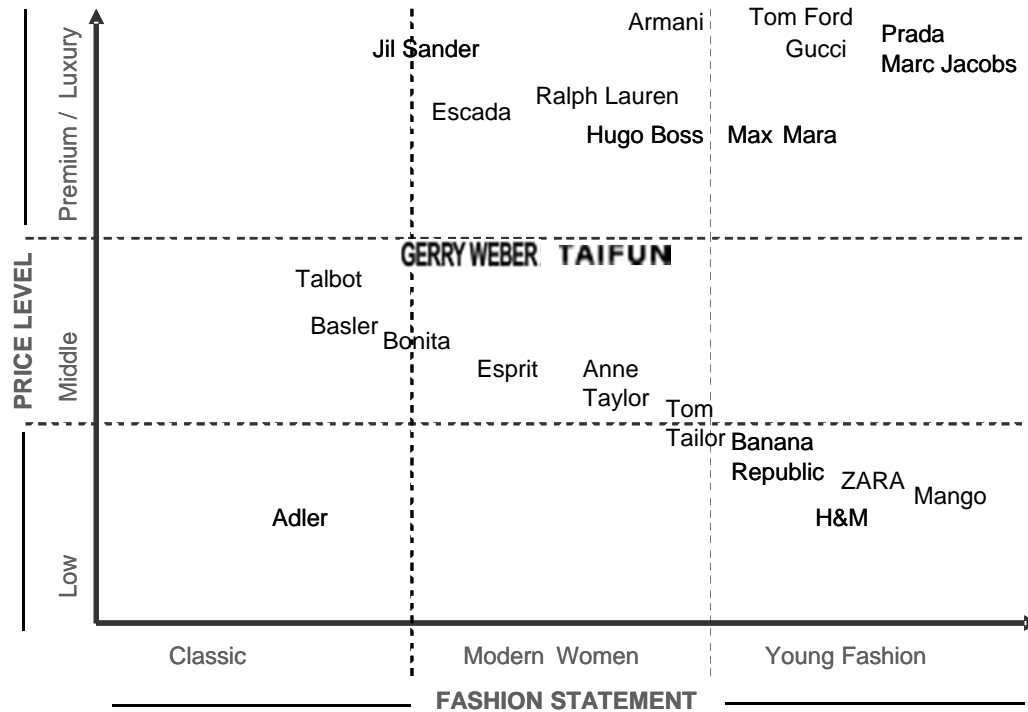 Tom Ford
Armani
Prada
Jil Sander
Gucci
Marc Jacobs
Ralph Lauren
Escada
Hugo Boss
Max Mara
Premium / Luxury
GERRY WEBER
TAIFUN
Talbot
Basler
Bonita
Esprit
Anne
Taylor
PRICE LEVEL
Middle
Tom
Tailor
Banana
Republic
ZARA
Mango
Adler
H&M
Low
Classic
Modern Women
Young Fashion
FASHION STATEMENT